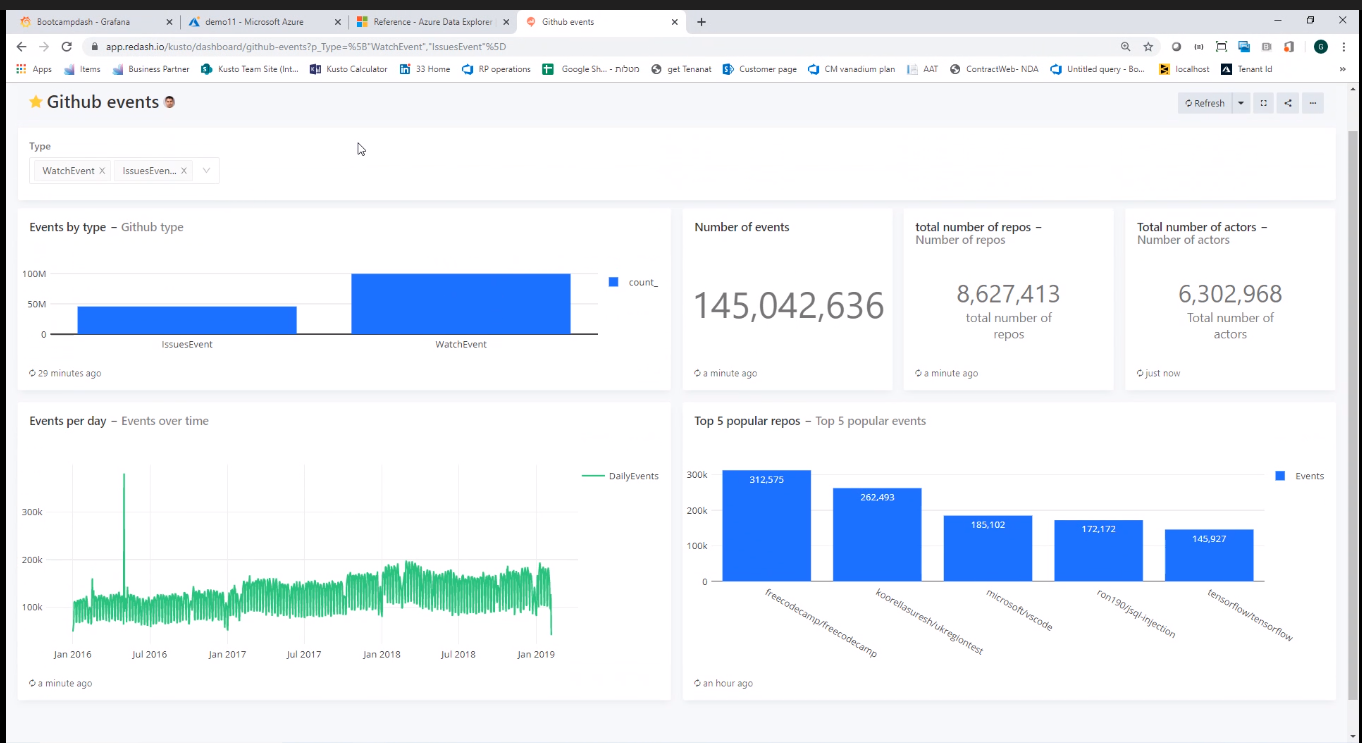 Bootcampdash - Grafana
demo11 - Microsoft Azure
Reference - Azure Data Explorer
Github events
app.redash.io/kusto/dashboard/github-events?p_Type=%5B"WatchEvent","IssuesEvent"%5D
G
Apps Items Business Partner Kusto Team Site (Int... Kusto Calculator 33 Home RP operations Google Sh... - מטלות get Tenanat Customer page CM vanadium plan AAT ContractWeb- NDA Untitled query - Bo... localhost Tenant Id »
Github events
Refresh
Type
WatchEvent IssuesEven...
Events by type – Github type
100M
50M
0
IssuesEvent WatchEvent
count_
29 minutes ago
Number of events
145,042,636
a minute ago
total number of repos –
Number of repos
8,627,413
total number of
repos
a minute ago
Total number of actors –
Number of actors
6,302,968
Total number of
actors
just now
Events per day – Events over time
DailyEvents
300k
200k
100k
Jan 2016 Jul 2016 Jan 2017 Jul 2017 Jan 2018 Jul 2018 Jan 2019
a minute ago
Top 5 popular repos – Top 5 popular events
Events
300k
200k
100k
0
312,575
262,493
185,102
172,172
145,927
freecodecamp/freecodecamp
koorellasuresh/ukregiontest
microsoft/vscode
ron190/jsql-injection
tensorflow/tensorflow
an hour ago